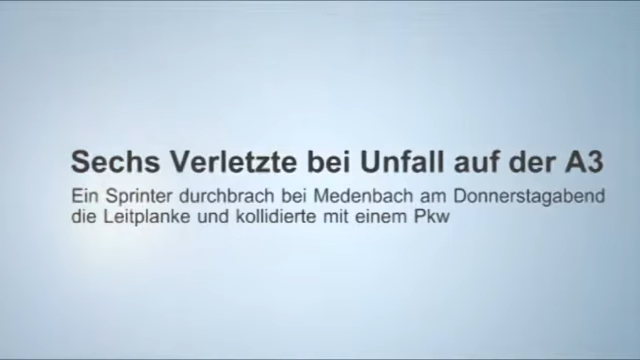 Sechs Verletzte bei Unfall auf der A3
Ein Sprinter durchbrach bei Medenbach am Donnerstagabend
die Leitplanke und kollidierte mit einem Pkw